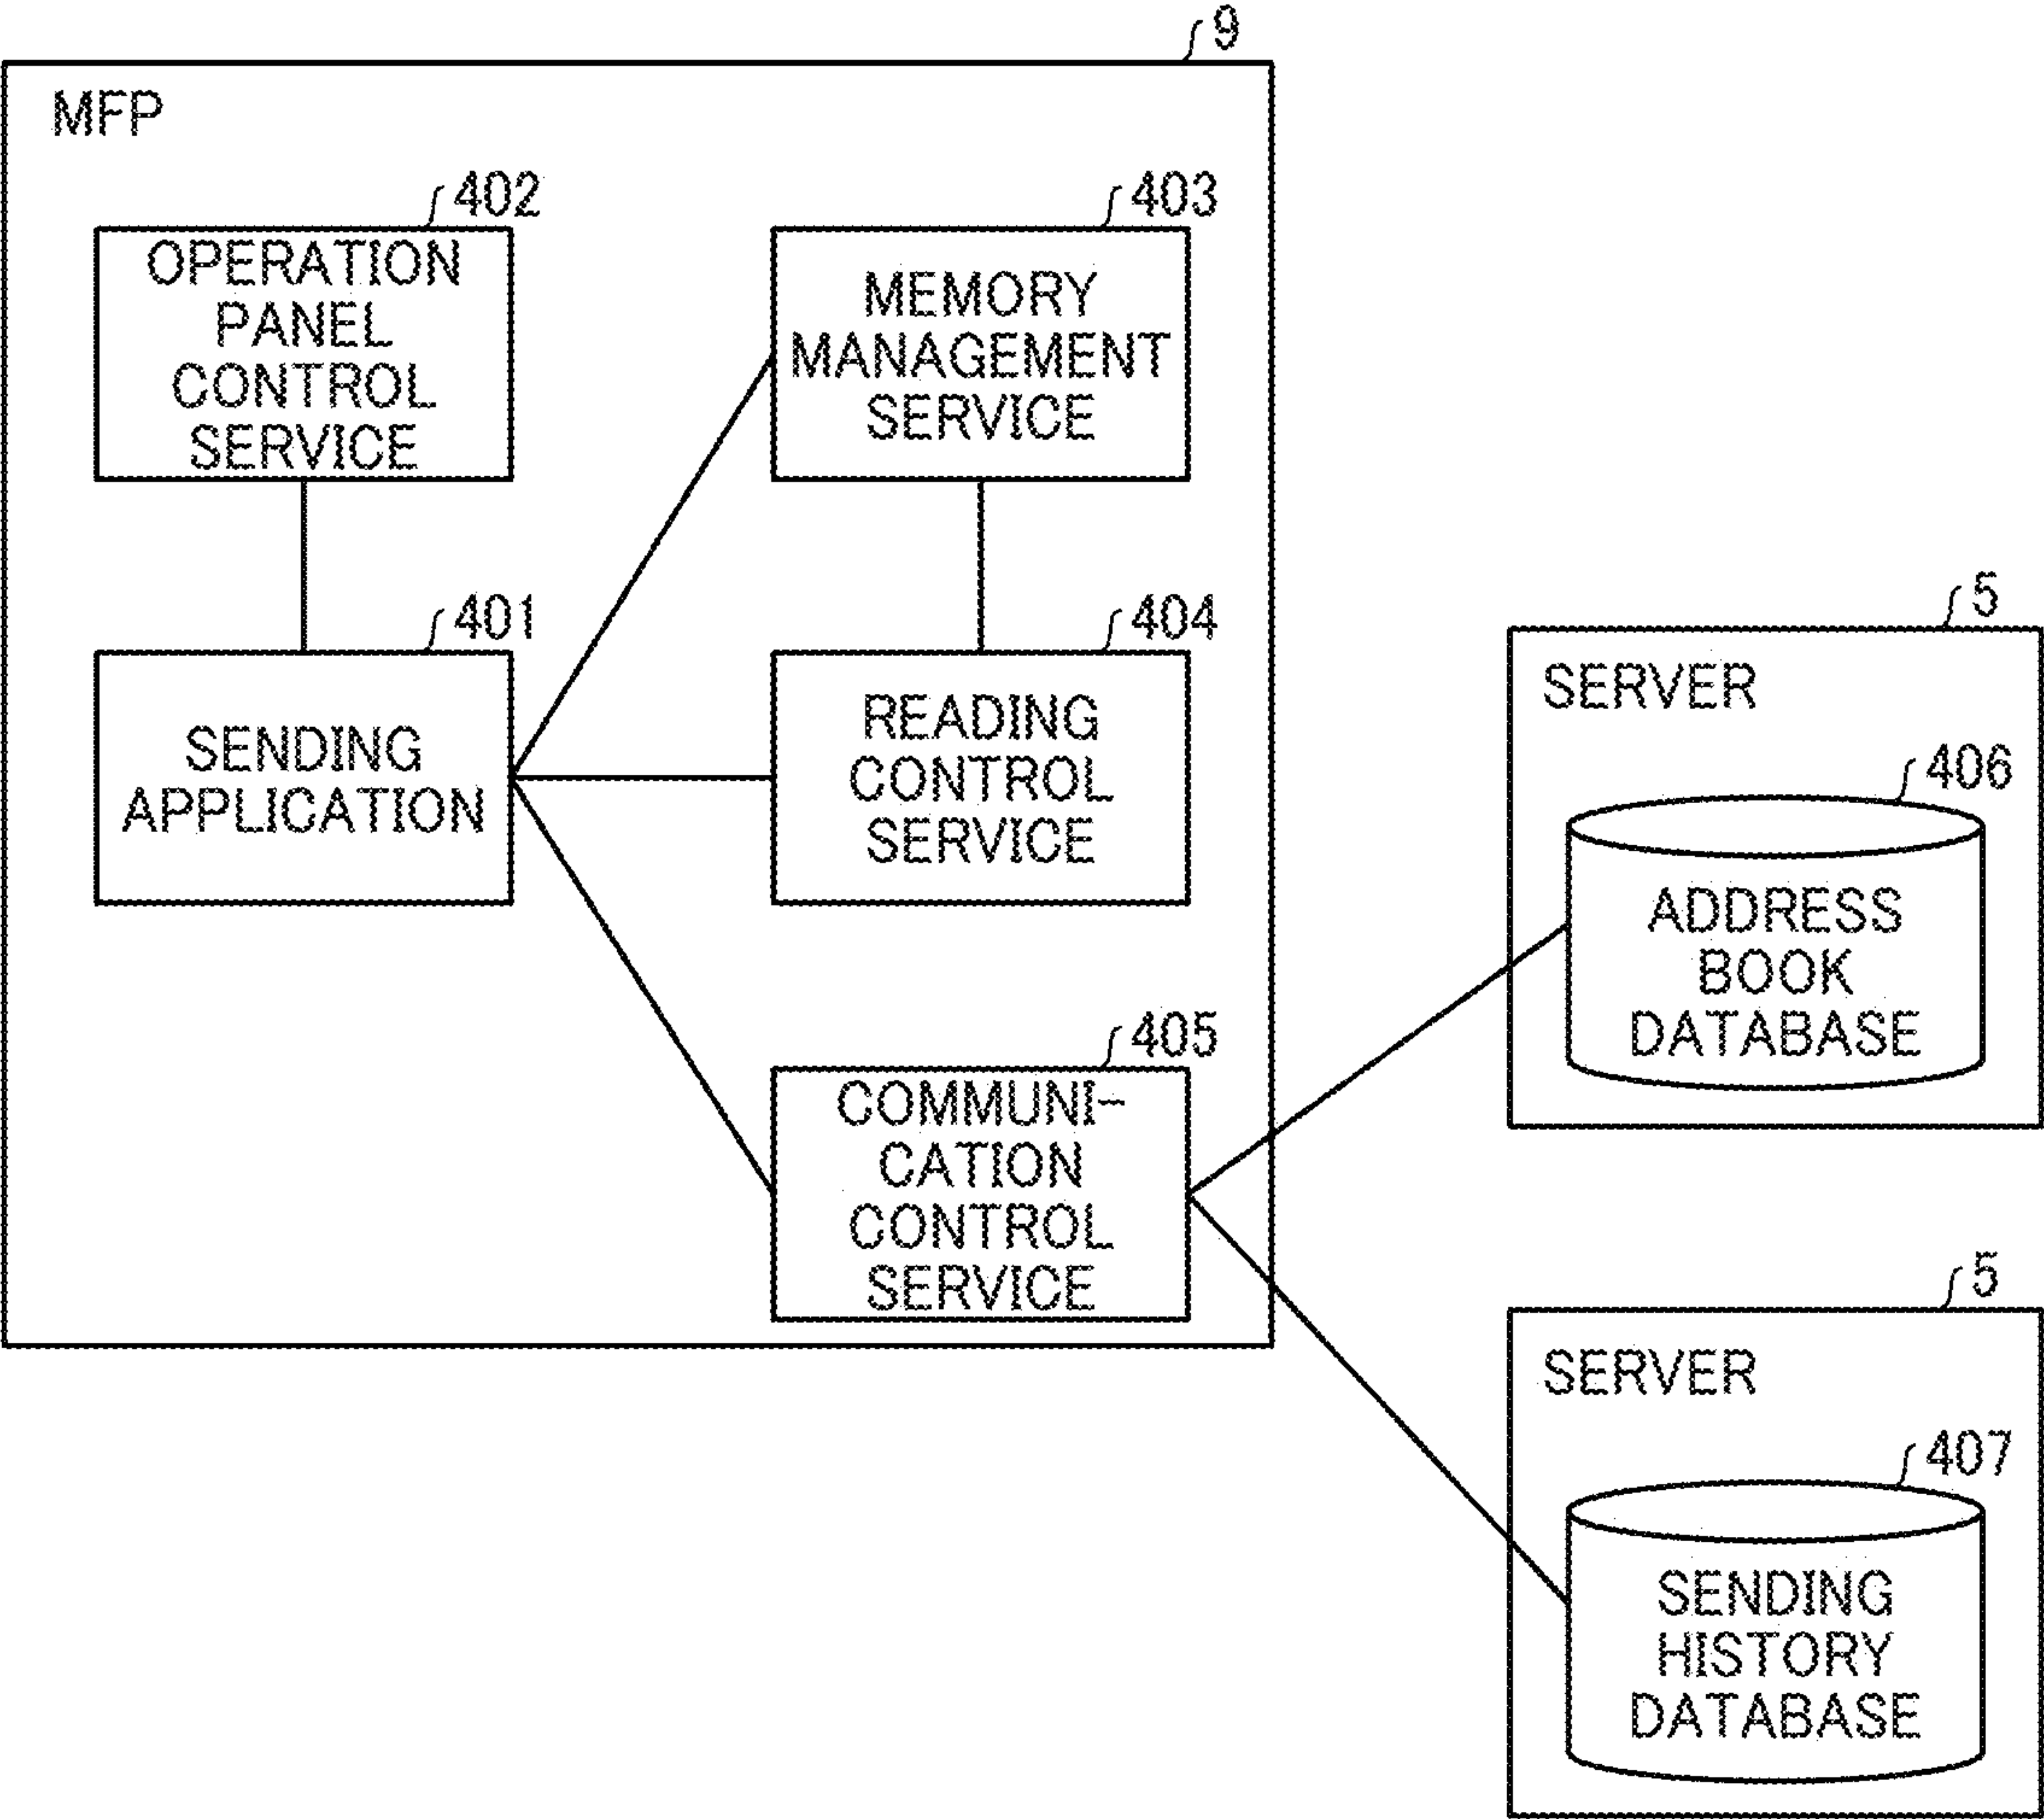 9
MFP
402
OPERATION
PANEL
CONTROL
SERVICE
403
MEMORY
MANAGEMENT
SERVICE
401
SENDING
APPLICATION
404
READING
CONTROL
SERVICE
405
COMMUNI-
CATION
CONTROL
SERVICE
5
SERVER
406
ADDRESS
BOOK
DATABASE
5
SERVER
407
SENDING
HISTORY
DATABASE